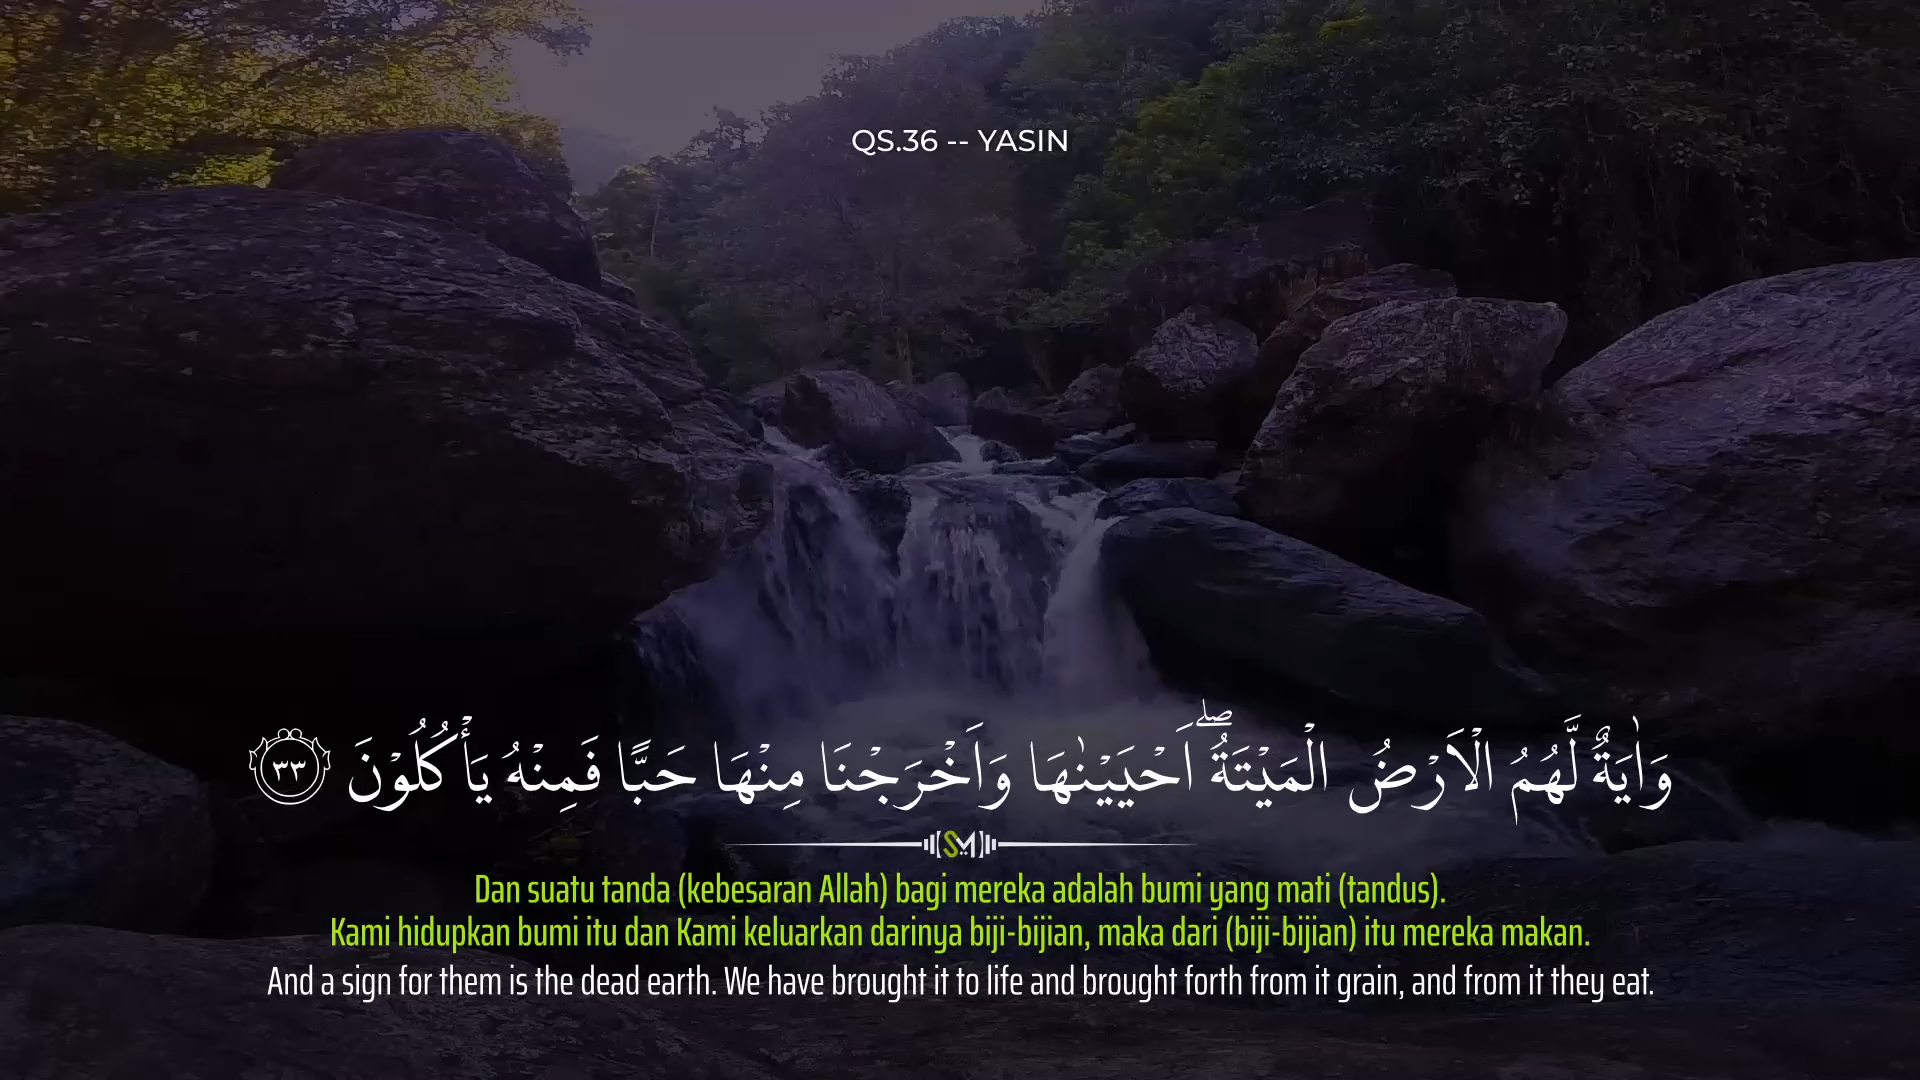 QS.36 -- YASIN
وَاٰيَةٌ لَّهُمُ الْاَرْضُ الْمَيْتَةُ ۖاَحْيَيْنٰهَا وَاَخْرَجْنَا مِنْهَا حَبًّا فَمِنْهُ يَأْكُلُوْنَ ٣٣
SM
Dan suatu tanda (kebesaran Allah) bagi mereka adalah bumi yang mati (tandus).
Kami hidupkan bumi itu dan Kami keluarkan darinya biji-bijian, maka dari (biji-bijian) itu mereka makan.
And a sign for them is the dead earth. We have brought it to life and brought forth from it grain, and from it they eat.